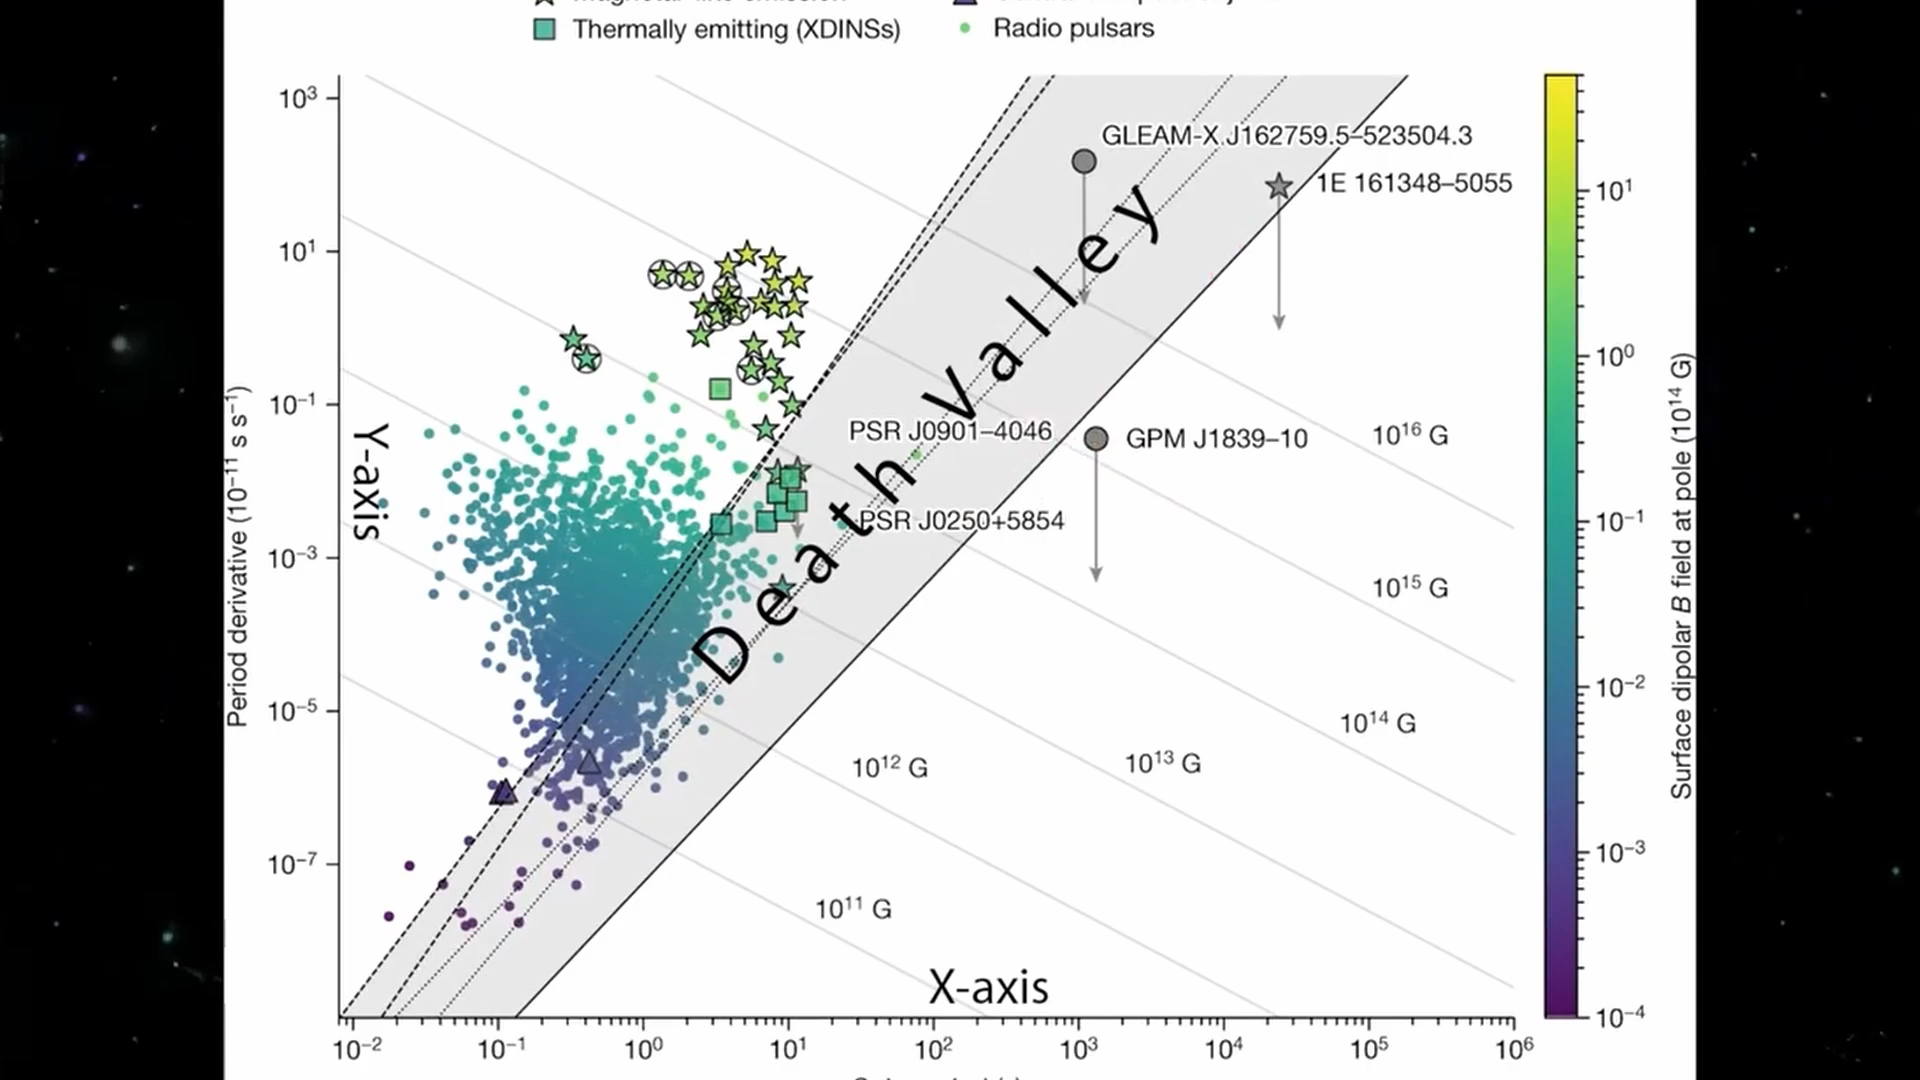 Thermally emitting (XDINSs)
Radio pulsars
10³
10¹
10⁻¹
10⁻³
10⁻⁵
10⁻⁷
Period derivative (10⁻¹¹ s s⁻¹)
Y-axis
GLEAM-X J162759.5–523504.3
1E 161348–5055
Death Valley
PSR J0901–4046
GPM J1839–10
PSR J0250+5854
10¹⁶ G
10¹⁵ G
10¹⁴ G
10¹³ G
10¹² G
10¹¹ G
X-axis
10⁻²
10⁻¹
10⁰
10¹
10²
10³
10⁴
10⁵
10⁶
10¹
10⁰
10⁻¹
10⁻²
10⁻³
10⁻⁴
Surface dipolar B field at pole (10¹⁴ G)